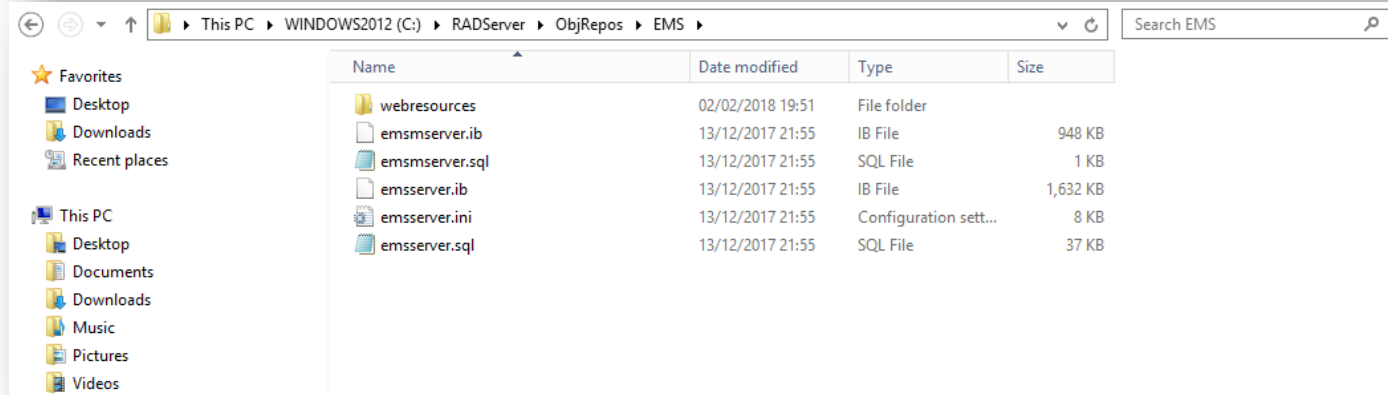 This PC WINDOWS2012 (C:) RADServer ObjRepos EMS Search EMS
Favorites
Desktop
Downloads
Recent places
This PC
Desktop
Documents
Downloads
Music
Pictures
Videos
Name Date modified Type Size
webresources 02/02/2018 19:51 File folder
emsmserver.ib 13/12/2017 21:55 IB File 948 KB
emsmserver.sql 13/12/2017 21:55 SQL File 1 KB
emsserver.ib 13/12/2017 21:55 IB File 1,632 KB
emsserver.ini 13/12/2017 21:55 Configuration sett... 8 KB
emsserver.sql 13/12/2017 21:55 SQL File 37 KB